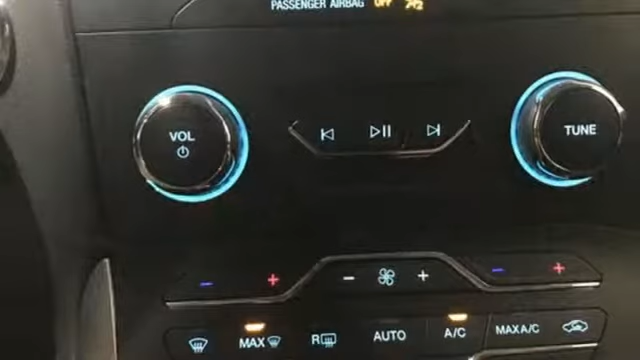 PASSENGER AIRBAG OFF
VOL
TUNE
MAX
R
AUTO
A/C
MAX A/C